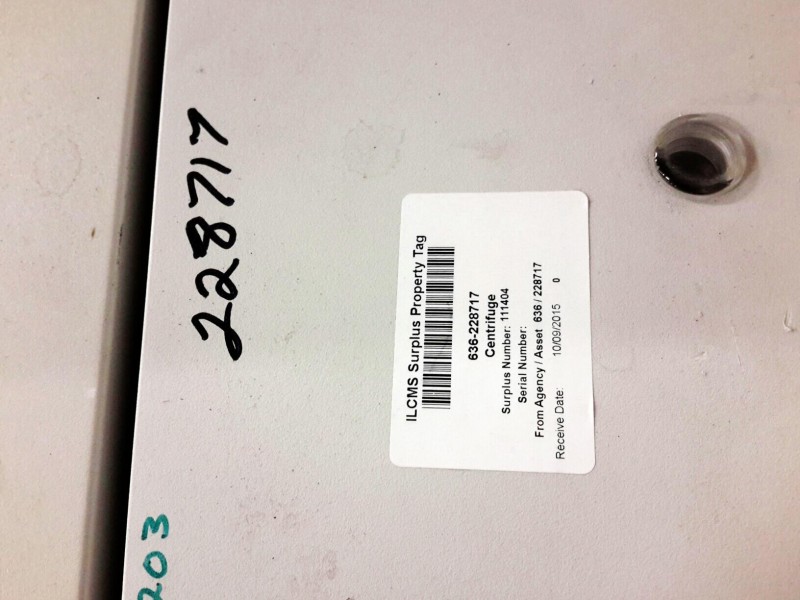 228717
ILCMS Surplus Property Tag
636-228717
Centrifuge
Surplus Number: 111404
Serial Number:
From Agency / Asset 636 / 228717
Receive Date: 10/09/2015 0
203